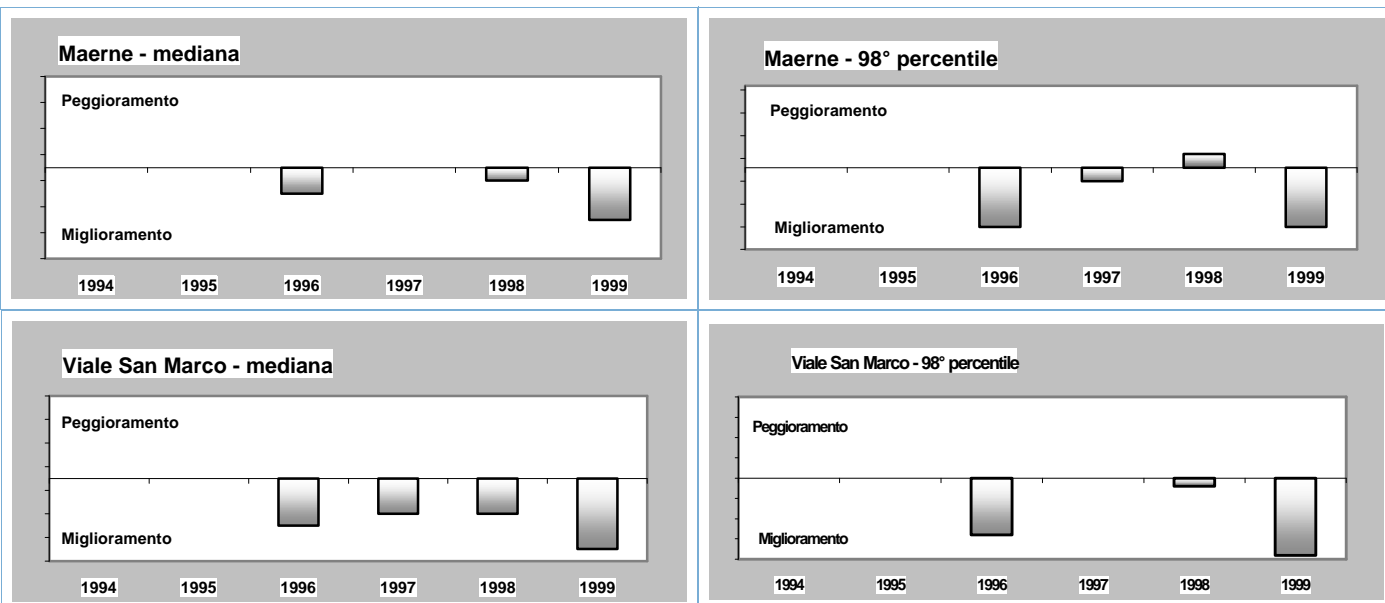 Maerne - mediana
Peggioramento
Miglioramento
1994 1995 1996 1997 1998 1999
Maerne - 98° percentile
Peggioramento
Miglioramento
1994 1995 1996 1997 1998 1999
Viale San Marco - mediana
Peggioramento
Miglioramento
1994 1995 1996 1997 1998 1999
Viale San Marco - 98° percentile
Peggioramento
Miglioramento
1994 1995 1996 1997 1998 1999